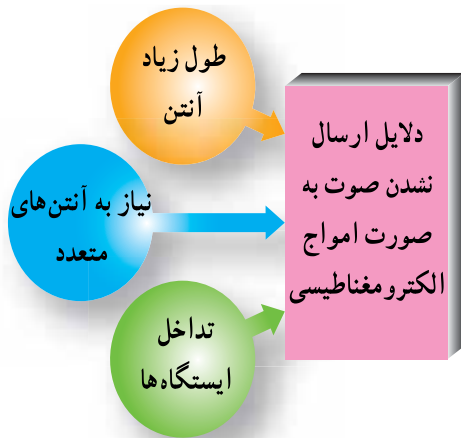 طول زیاد
آنتن
دلایل ارسال
نشدن صوت به
صورت امواج
الکترومغناطیسی
نیاز به آنتن‌های
متعدد
تداخل
ایستگاه‌ها